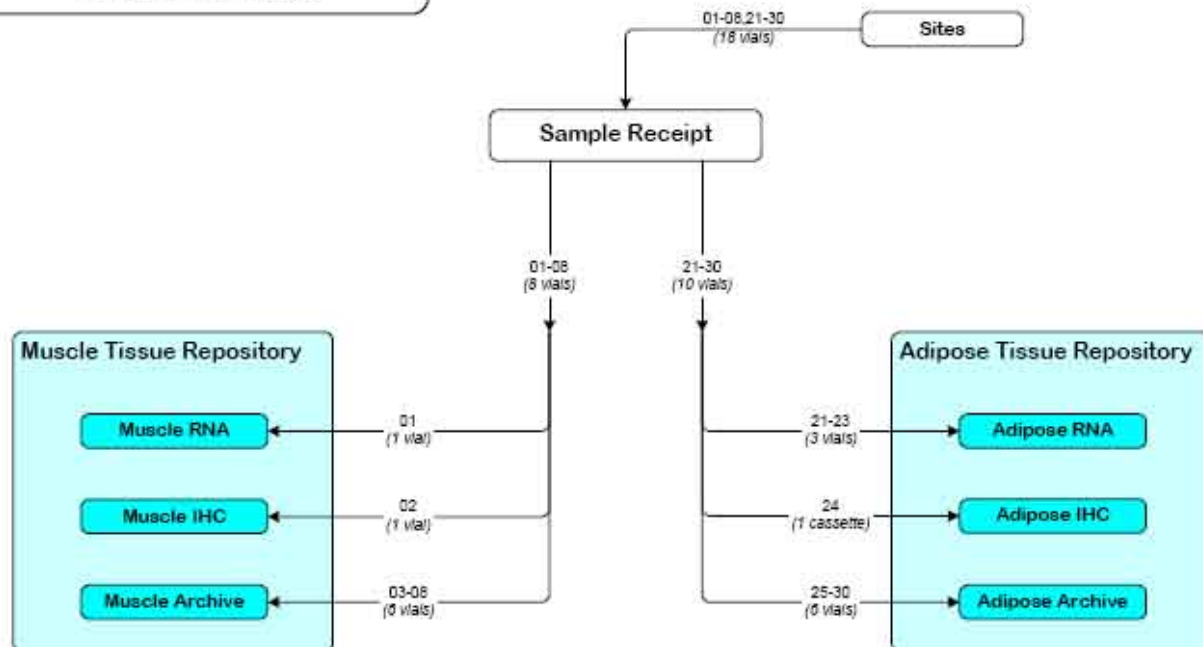 01-08,21-30
Sites
(18 vials)
Sample Receipt
01-08
(8 vials)
21-30
(10 vials)
Muscle Tissue Repository
Adipose Tissue Repository
Muscle RNA
01
(1 vial)
21-23
(3 vials)
Adipose RNA
Muscle IHC
02
(1 vial)
24
(1 cassette)
Adipose IHC
Muscle Archive
03-08
(6 vials)
25-30
(6 vials)
Adipose Archive